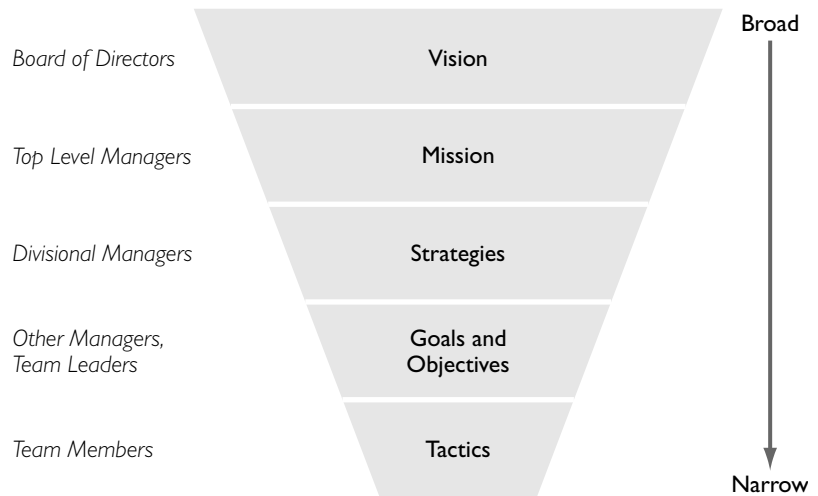 Broad
Board of Directors
Vision
Top Level Managers
Mission
Divisional Managers
Strategies
Other Managers,
Team Leaders
Goals and
Objectives
Team Members
Tactics
Narrow